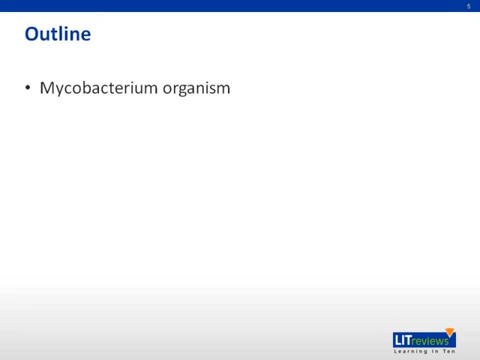 5
Outline
• Mycobacterium organism
LITreviews
Learning In Ten